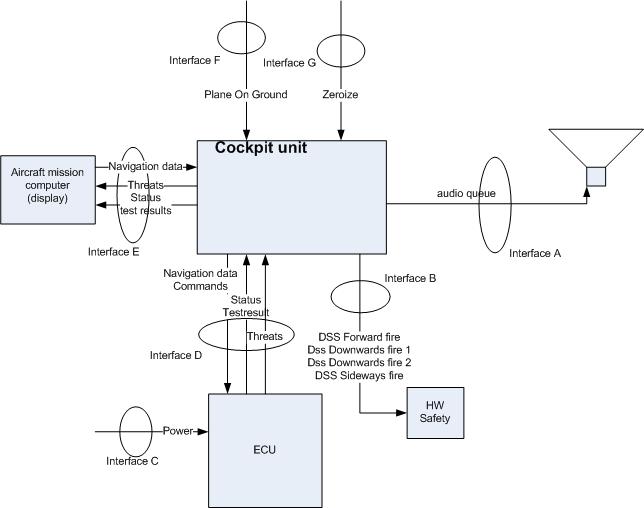 Interface F
Interface G
Plane On Ground
Zeroize
Cockpit unit
Aircraft mission
computer
(display)
Navigation data
Threats
Status
test results
Interface E
audio queue
Interface A
Navigation data
Commands
Status
Testresult
Threats
Interface D
Interface B
DSS Forward fire
Dss Downwards fire 1
Dss Downwards fire 2
DSS Sideways fire
HW
Safety
Power
Interface C
ECU